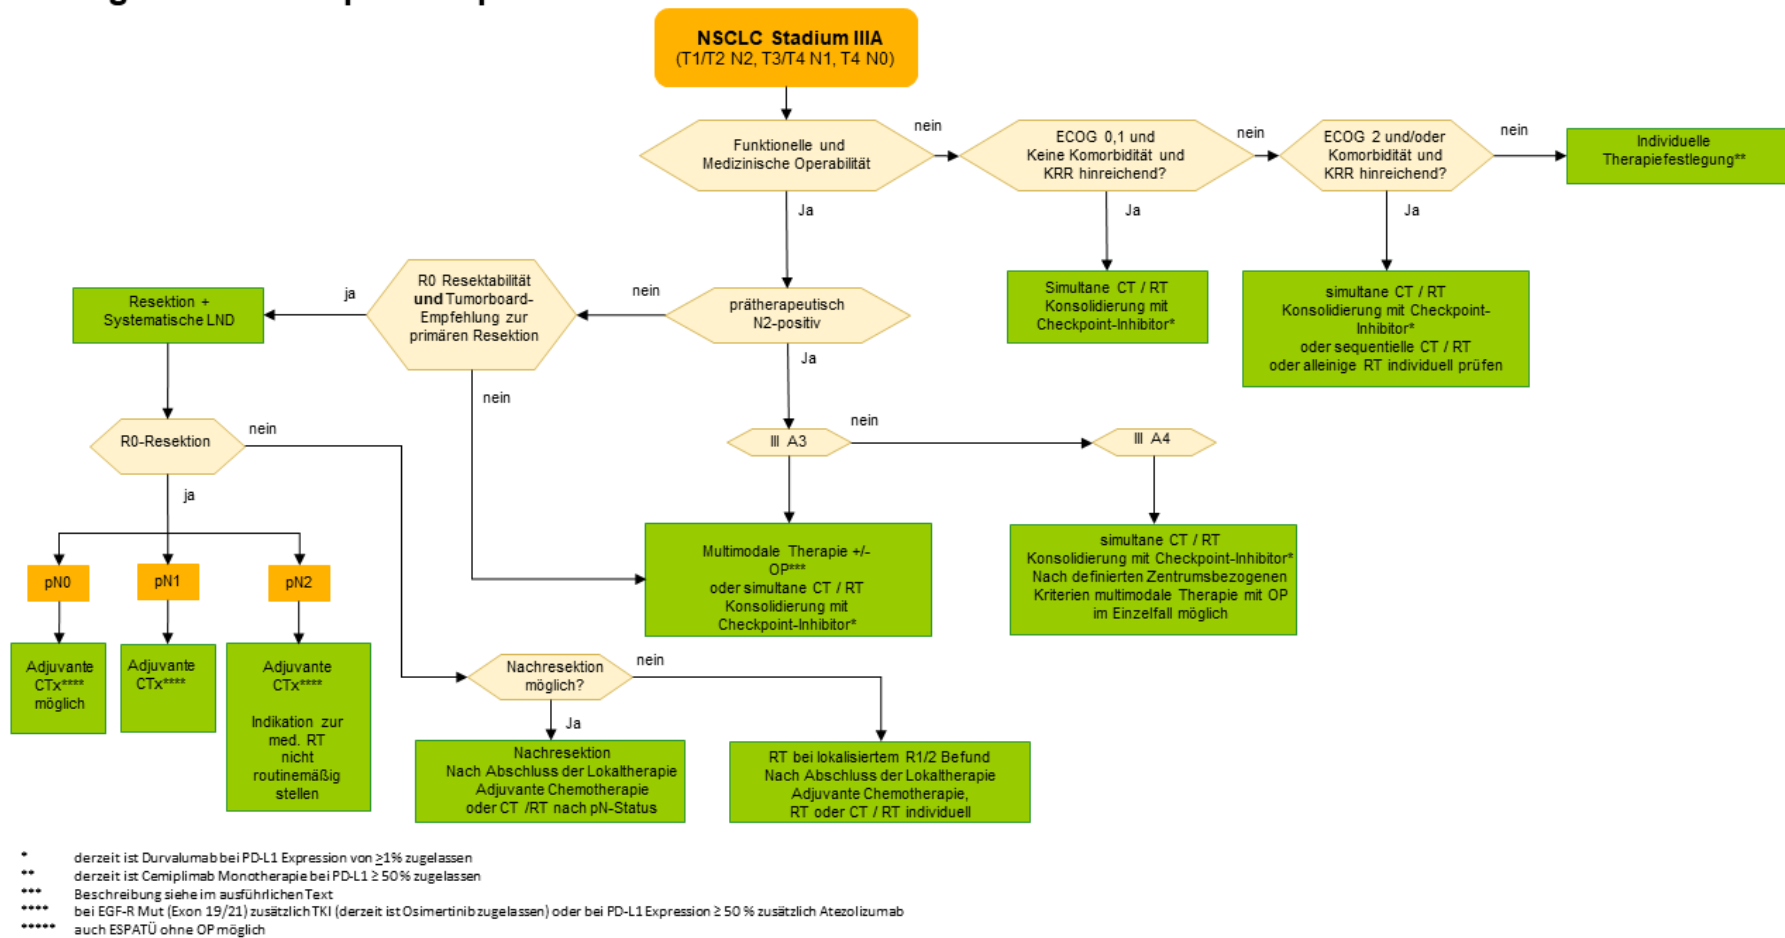 NSCLC Stadium IIIA
(T1/T2 N2, T3/T4 N1, T4 N0)
Funktionelle und
Medizinische Operabilität
nein
ECOG 0,1 und
Keine Komorbidität und
KRR hinreichend?
nein
ECOG 2 und/oder
Komorbidität und
KRR hinreichend?
nein
Individuelle
Therapiefestlegung**
Ja
Ja
Ja
Resektion +
Systematische LND
ja
R0 Resektabilität
und Tumorboard-
Empfehlung zur
primären Resektion
nein
prätherapeutisch
N2-positiv
Simultane CT / RT
Konsolidierung mit
Checkpoint-Inhibitor*
simultane CT / RT
Konsolidierung mit Checkpoint-
Inhibitor*
oder sequentielle CT / RT
oder alleinige RT individuell prüfen
Ja
nein
R0-Resektion
nein
III A3
nein
III A4
ja
pN0
pN1
pN2
Multimodale Therapie +/-
OP***
oder simultane CT / RT
Konsolidierung mit
Checkpoint-Inhibitor*
simultane CT / RT
Konsolidierung mit Checkpoint-Inhibitor*
Nach definierten Zentrumsbezogenen
Kriterien multimodale Therapie mit OP
im Einzelfall möglich
Adjuvante
CTx****
möglich
Adjuvante
CTx****
Adjuvante
CTx****
Indikation zur
med. RT
nicht
routinemäßig
stellen
Nachresektion
möglich?
nein
Ja
Nachresektion
Nach Abschluss der Lokaltherapie
Adjuvante Chemotherapie
oder CT /RT nach pN-Status
RT bei lokalisiertem R1/2 Befund
Nach Abschluss der Lokaltherapie
Adjuvante Chemotherapie,
RT oder CT / RT individuell
* derzeit ist Durvalumab bei PD-L1 Expression von ≥1% zugelassen
** derzeit ist Cemiplimab Monotherapie bei PD-L1 ≥ 50% zugelassen
*** Beschreibung siehe im ausführlichen Text
**** bei EGF-R Mut (Exon 19/21) zusätzlich TKI (derzeit ist Osimertinib zugelassen) oder bei PD-L1 Expression ≥ 50 % zusätzlich Atezolizumab
***** auch ESPATÜ ohne OP möglich